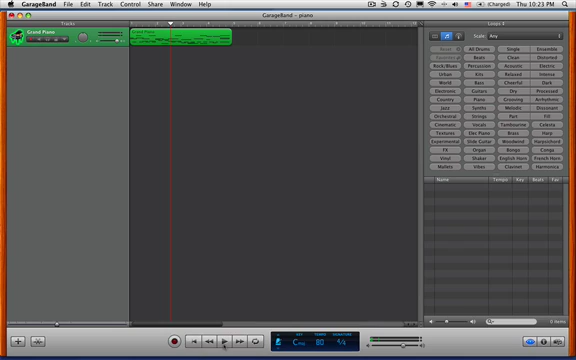 GarageBand File Edit Track Control Share Window Help (Charged) Thu 10:23 PM
GarageBand - piano
Tracks
Loops
Grand Piano
Grand Piano
Scale: Any
Reset All Drums Single Ensemble
Favorites Beats Clean Distorted
Rock/Blues Percussion Acoustic Electric
Urban Kits Relaxed Intense
World Bass Cheerful Dark
Electronic Guitars Dry Processed
Country Piano Grooving Arrhythmic
Jazz Synths Melodic Dissonant
Orchestral Strings Part Fill
Cinematic Vocals Tambourine Celesta
Textures Elec Piano Brass Harp
Experimental Slide Guitar Woodwind Harpsichord
FX Organ Bongo Conga
Vinyl Shaker English Horn French Horn
Mallets Vibes Clavinet Harmonica
Name Tempo Key Beats Fav
KEY TEMPO SIGNATURE
Cmaj 80 4/4
0 items